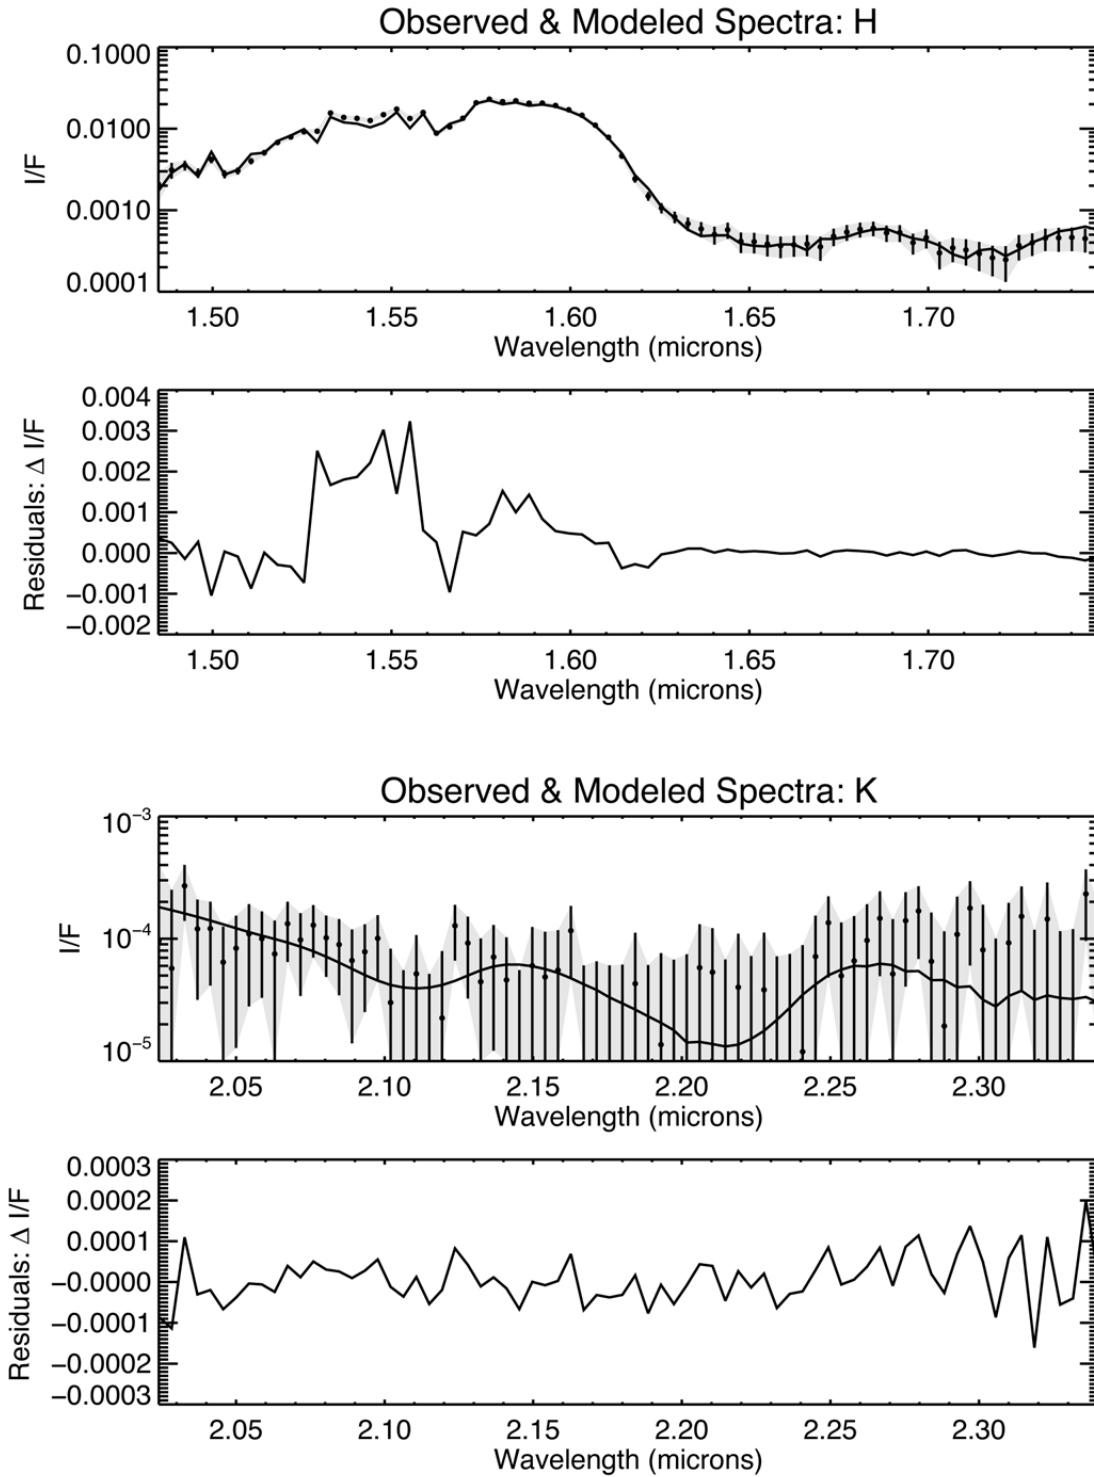 Observed & Modeled Spectra: H
0.1000
0.0100
0.0010
0.0001
I/F
1.50 1.55 1.60 1.65 1.70
Wavelength (microns)
0.004
0.003
0.002
0.001
0.000
−0.001
−0.002
Residuals: Δ I/F
1.50 1.55 1.60 1.65 1.70
Wavelength (microns)
Observed & Modeled Spectra: K
10⁻³
10⁻⁴
10⁻⁵
I/F
2.05 2.10 2.15 2.20 2.25 2.30
Wavelength (microns)
0.0003
0.0002
0.0001
−0.0000
−0.0001
−0.0002
−0.0003
Residuals: Δ I/F
2.05 2.10 2.15 2.20 2.25 2.30
Wavelength (microns)